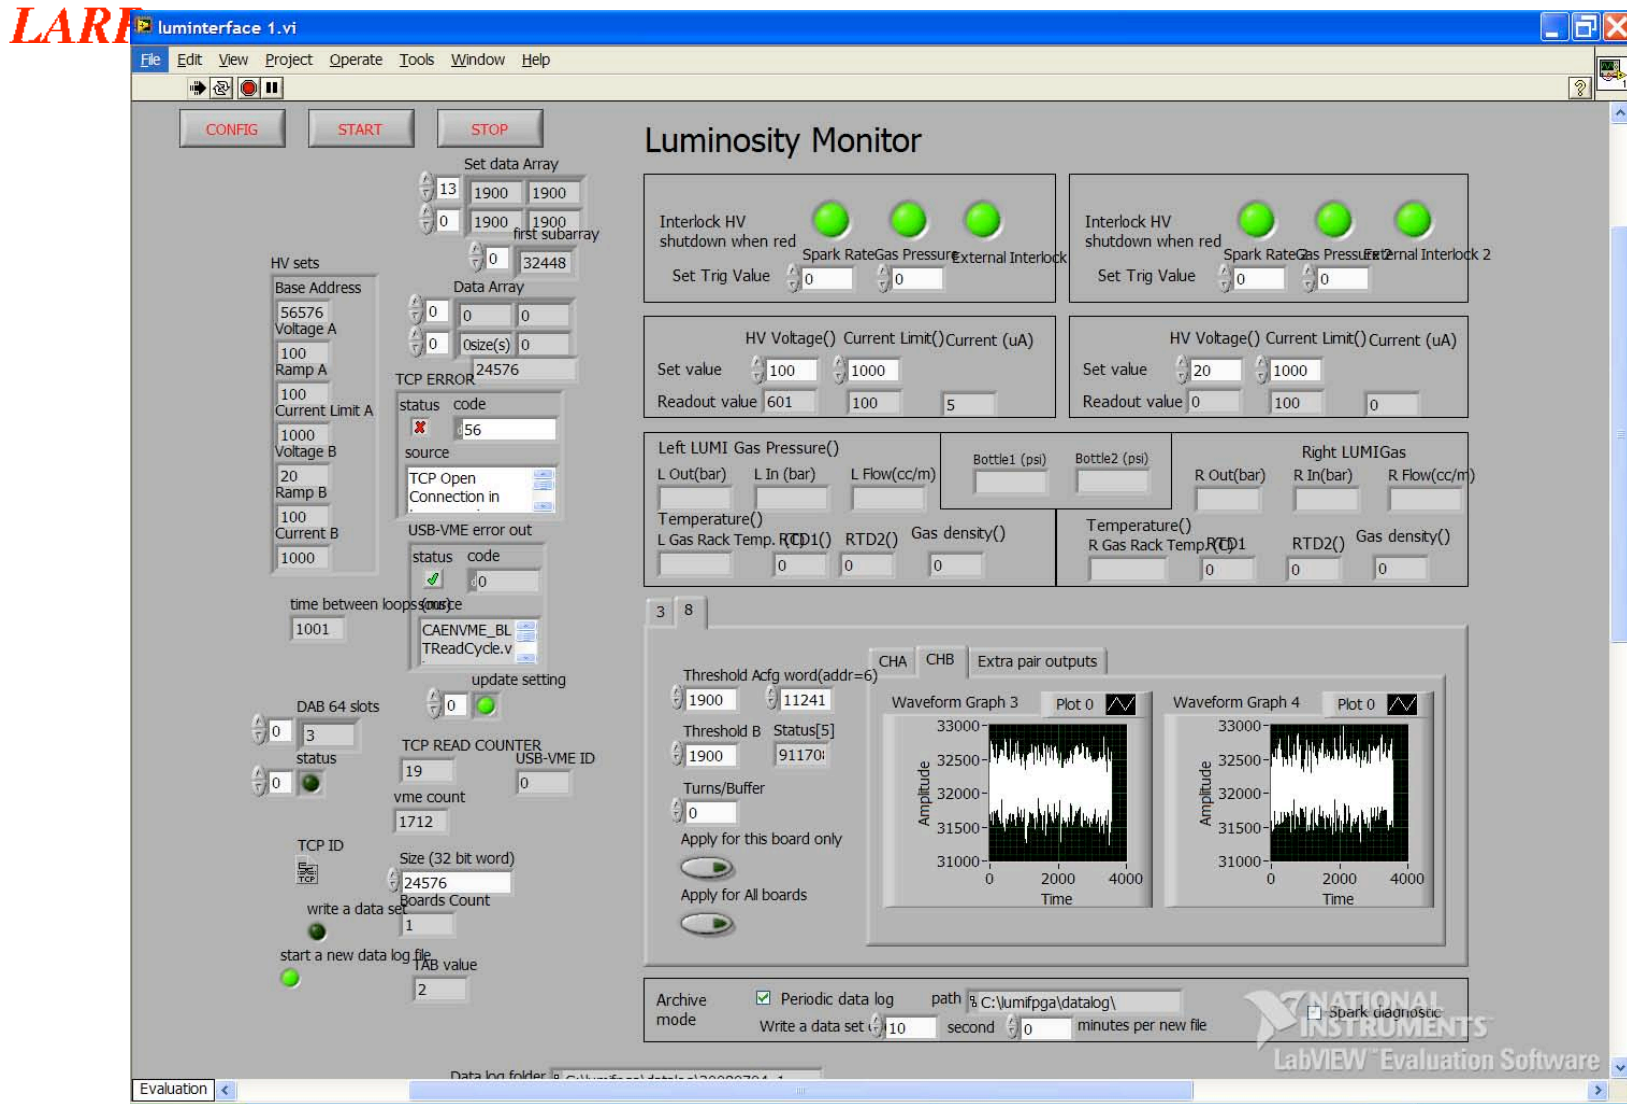 luminterface 1.vi
File Edit View Project Operate Tools Window Help
CONFIG START STOP
Luminosity Monitor
Set data Array
13 1900 1900
0 1900 1900
first subarray
0 32448
Data Array
0 0 0
0 0size(s) 0
24576
HV sets
Base Address
56576
Voltage A
100
Ramp A
100
Current Limit A
1000
Voltage B
20
Ramp B
100
Current B
1000
TCP ERROR
status code
56
source
TCP Open
Connection in
USB-VME error out
status code
0
source
CAENVME_BL
TReadCycle.v
time between loops (ms)
1001
update setting
0
DAB 64 slots
0 3
status
0
TCP READ COUNTER
19
USB-VME ID
0
vme count
1712
TCP ID
TCP
Size (32 bit word)
24576
write a data set
Boards Count
1
start a new data log file
TAB value
2
Interlock HV
shutdown when red
Spark Rate Gas Pressure External Interlock
Set Trig Value 0 0
Interlock HV
shutdown when red
Spark Rate 2 Gas Pressure 2 External Interlock 2
Set Trig Value 0 0
HV Voltage() Current Limit() Current (uA)
Set value 100 1000
Readout value 601 100 5
HV Voltage() Current Limit() Current (uA)
Set value 20 1000
Readout value 0 100 0
Left LUMI Gas Pressure()
L Out(bar) L In (bar) L Flow(cc/m)
Bottle1 (psi) Bottle2 (psi)
Right LUMIGas
R Out(bar) R In(bar) R Flow(cc/m)
Temperature()
L Gas Rack Temp. (C) RTD1() RTD2() Gas density()
0 0 0
Temperature()
R Gas Rack Temp. (C) RTD1 RTD2() Gas density()
0 0 0
3 8
Threshold A cfg word(addr=6)
1900 11241
Threshold B Status[5]
1900 91170
Turns/Buffer
0
Apply for this board only
Apply for All boards
CHA CHB Extra pair outputs
Waveform Graph 3 Plot 0
33000
32500
32000
31500
31000
Amplitude
0 2000 4000
Time
Waveform Graph 4 Plot 0
33000
32500
32000
31500
31000
Amplitude
0 2000 4000
Time
Archive
mode
Periodic data log path C:\lumifpga\datalog\
Write a data set 10 second 0 minutes per new file
Spark diagnostic
NATIONAL
INSTRUMENTS
LabVIEW™ Evaluation Software
Data log folder
Evaluation